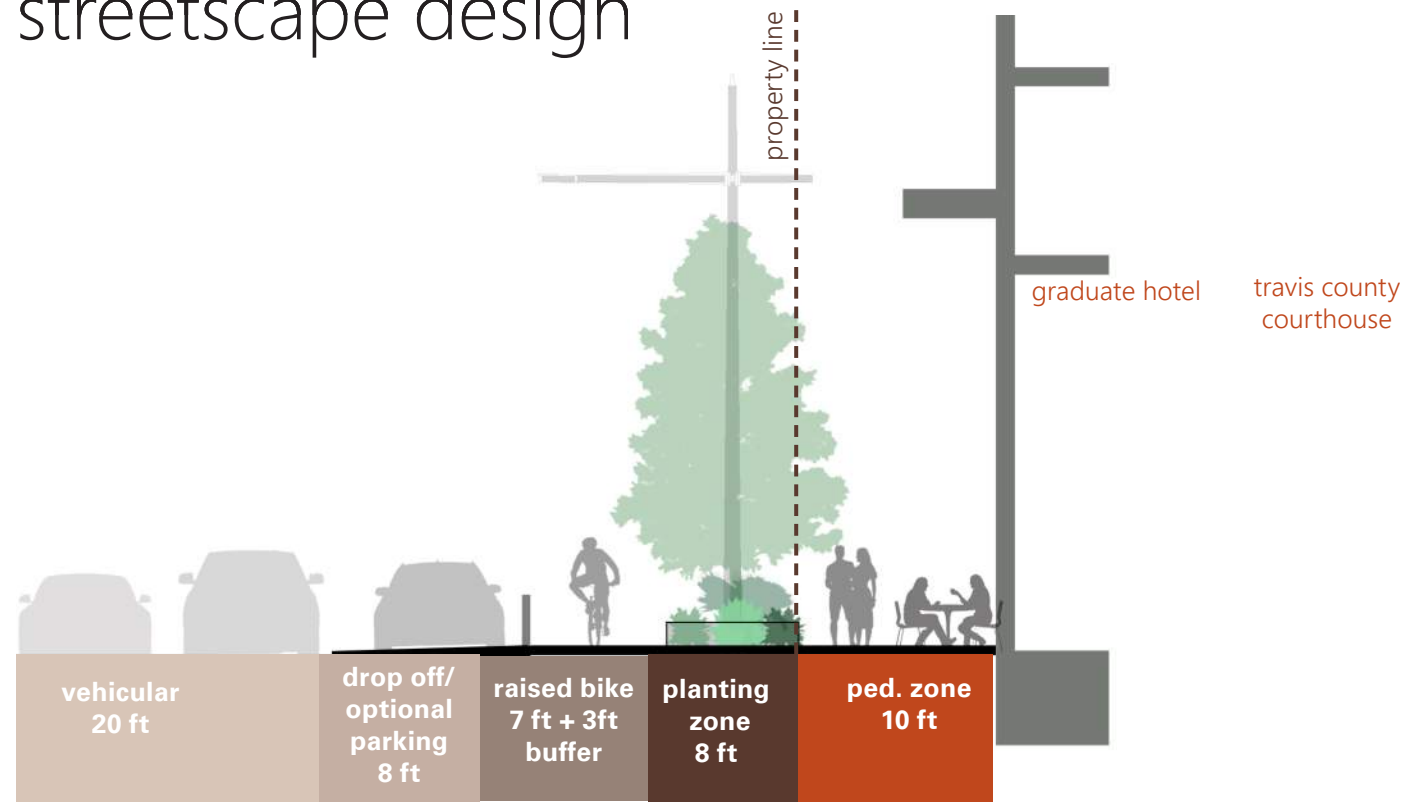 streetscape design
property line
graduate hotel
travis county
courthouse
vehicular
20 ft
drop off/
optional
parking
8 ft
raised bike
7 ft + 3ft
buffer
planting
zone
8 ft
ped. zone
10 ft